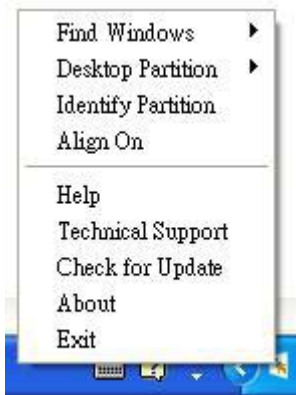 Find Windows
Desktop Partition
Identify Partition
Align On
Help
Technical Support
Check for Update
About
Exit